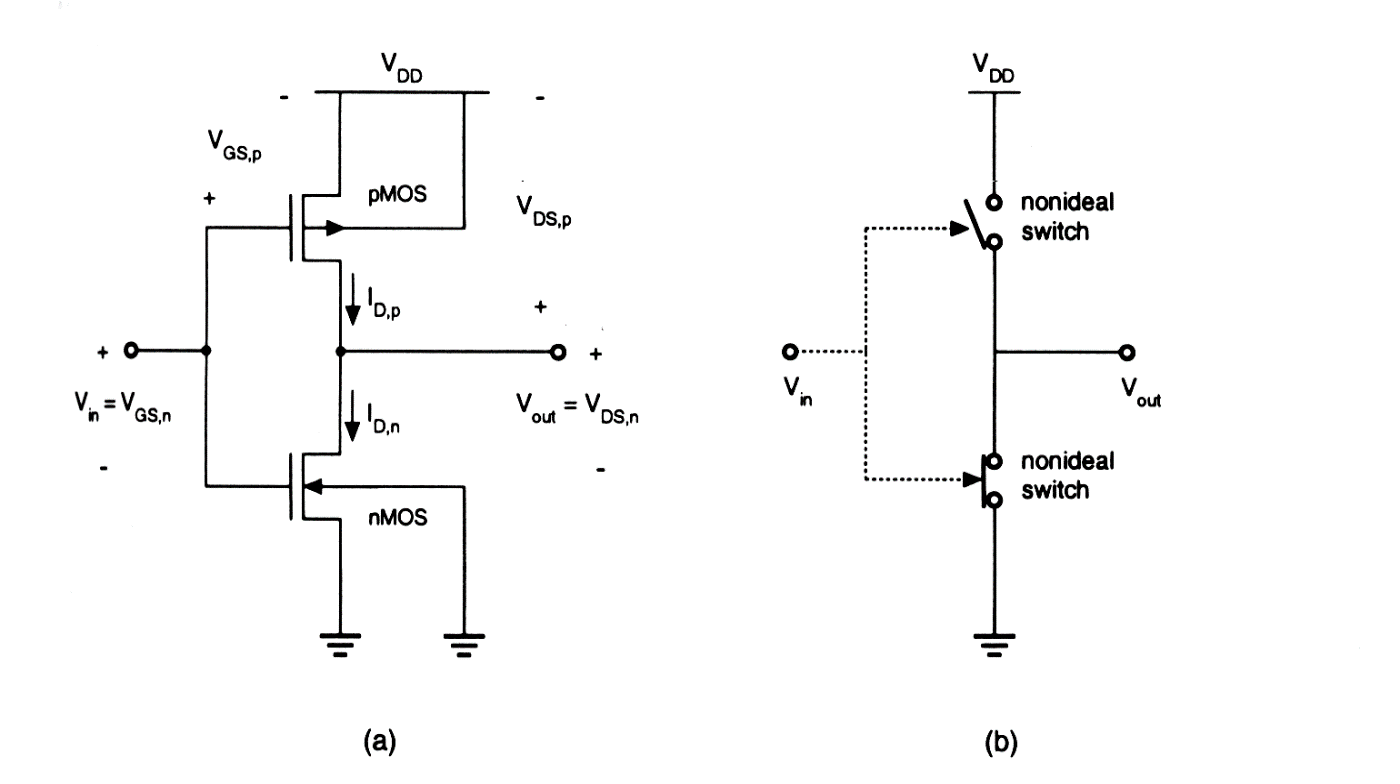 V_DD
- -
V_GS,p
+
pMOS
V_DS,p
I_D,p
+
+ +
V_in = V_GS,n
I_D,n
V_out = V_DS,n
- -
nMOS
(a)
V_DD
nonideal
switch
V_in
V_out
nonideal
switch
(b)